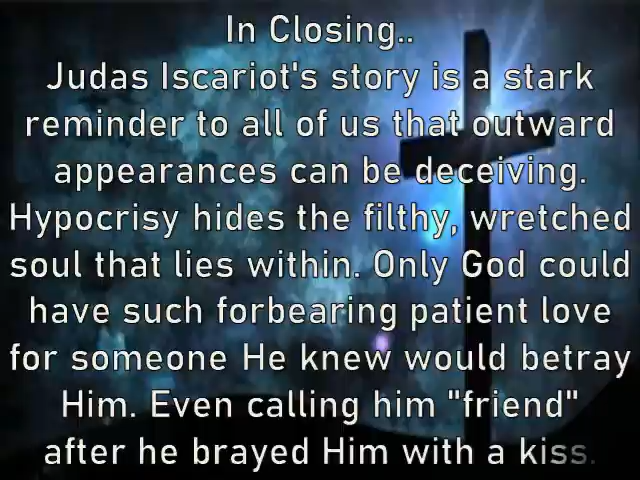 In Closing..
Judas Iscariot's story is a stark
reminder to all of us that outward
appearances can be deceiving.
Hypocrisy hides the filthy, wretched
soul that lies within. Only God could
have such forbearing patient love
for someone He knew would betray
Him. Even calling him "friend"
after he brayed Him with a kiss.